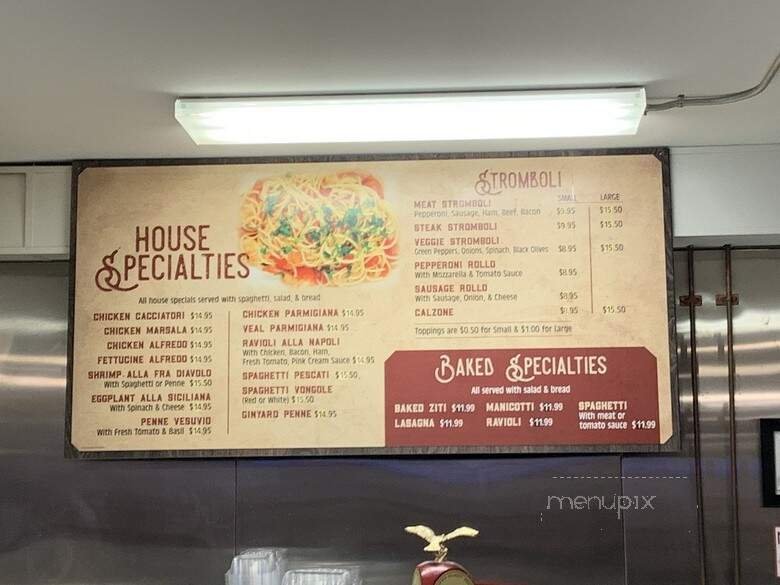 HOUSE
SPECIALTIES
All house specials served with spaghetti, salad, & bread
CHICKEN CACCIATORI $14.95
CHICKEN MARSALA $14.95
CHICKEN ALFREDO $14.95
FETTUCINE ALFREDO $14.95
SHRIMP ALLA FRA DIAVOLO
With Spaghetti or Penne $15.50
EGGPLANT ALLA SICILIANA
With Spinach & Cheese $14.95
PENNE VESUVIO
With Fresh Tomato & Basil $14.95
CHICKEN PARMIGIANA $14.95
VEAL PARMIGIANA $14.95
RAVIOLI ALLA NAPOLI
With Chicken, Bacon, Ham,
Fresh Tomato, Pink Cream Sauce $14.95
SPAGHETTI PESCATI $15.50
SPAGHETTI VONGOLE
(Red or White) $15.50
GINYARD PENNE $14.95
STROMBOLI
SMALL LARGE
MEAT STROMBOLI
Pepperoni, Sausage, Ham, Beef, Bacon $9.95 $15.50
STEAK STROMBOLI $9.95 $15.50
VEGGIE STROMBOLI
Green Peppers, Onions, Spinach, Black Olives $8.95 $15.50
PEPPERONI ROLLO
With Mozzarella & Tomato Sauce $8.95
SAUSAGE ROLLO
With Sausage, Onion, & Cheese $8.95
CALZONE $15.50
Toppings are $0.50 for Small & $1.00 for Large
BAKED SPECIALTIES
All served with salad & bread
BAKED ZITI $11.99 MANICOTTI $11.99 SPAGHETTI
With meat or
LASAGNA $11.99 RAVIOLI $11.99 tomato sauce $11.99
menupix